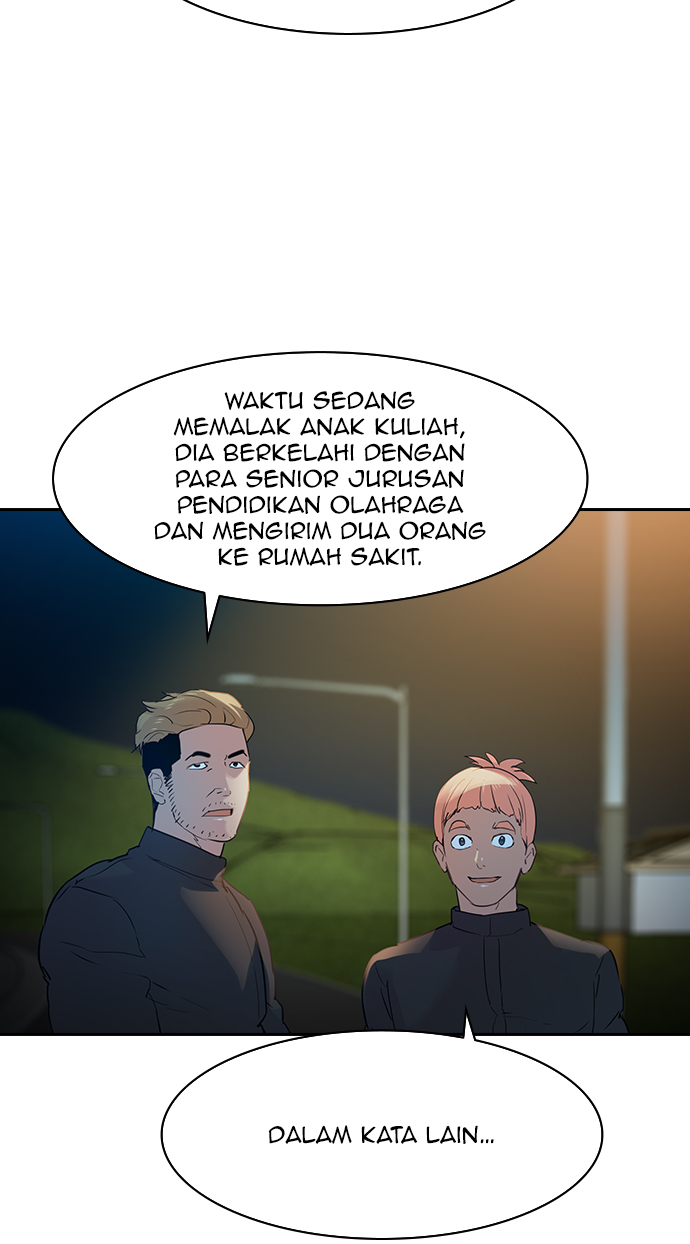 WAKTU SEDANG
MEMALAK ANAK KULIAH,
DIA BERKELAHI DENGAN
PARA SENIOR JURUSAN
PENDIDIKAN OLAHRAGA
DAN MENGIRIM DUA ORANG
KE RUMAH SAKIT.
DALAM KATA LAIN...